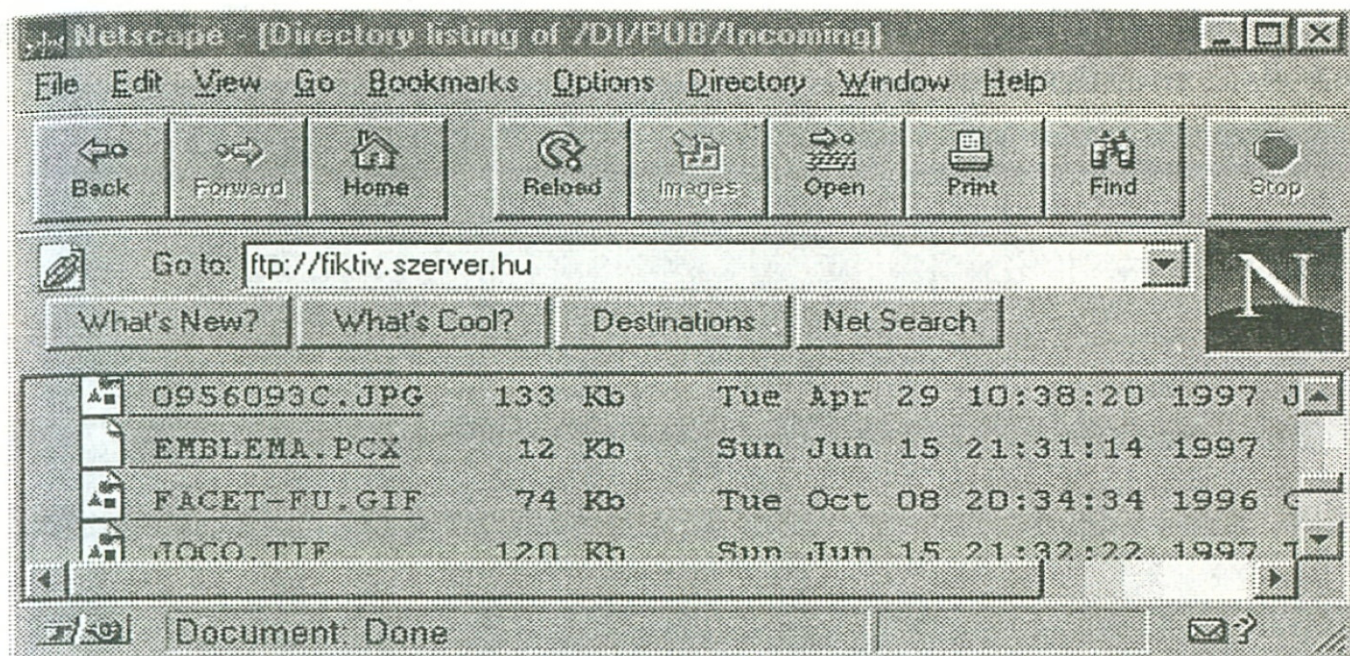 Netscape - [Directory listing of /DI/PUB/Incoming]
File Edit View Go Bookmarks Options Directory Window Help
Back Forward Home Reload Images Open Print Find Stop
Go to: ftp://fiktiv.szerver.hu
N
What's New? What's Cool? Destinations Net Search
0956093C.JPG 133 Kb Tue Apr 29 10:38:20 1997 J
EMBLEMA.PCX 12 Kb Sun Jun 15 21:31:14 1997
FACET-FU.GIF 74 Kb Tue Oct 08 20:34:34 1996
JOCO.TIF 120 Kb Sun Jun 15 21:32:22 1997
Document: Done
?